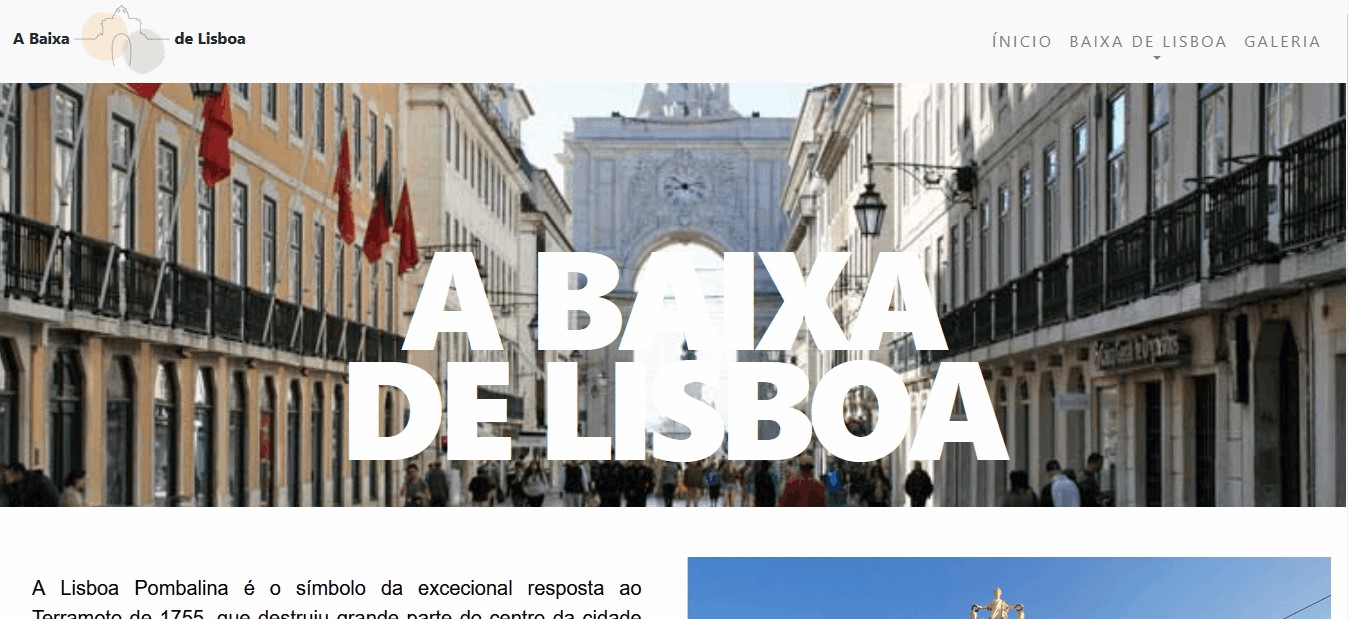 A Baixa de Lisboa
ÍNICIO BAIXA DE LISBOA GALERIA
A BAIXA
DE LISBOA
A Lisboa Pombalina é o símbolo da excecional resposta ao
Terramoto de 1755, que destruiu grande parte do centro da cidade